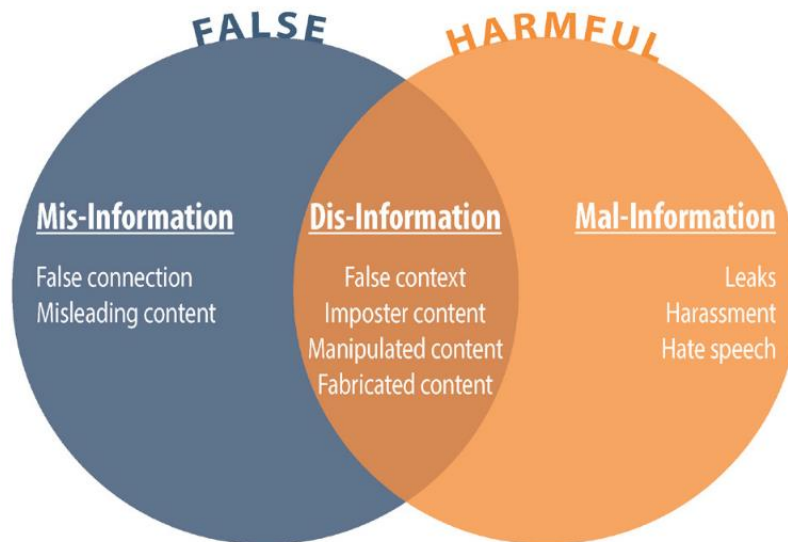 FALSE
HARMFUL
Mis-Information
False connection
Misleading content
Dis-Information
False context
Imposter content
Manipulated content
Fabricated content
Mal-Information
Leaks
Harassment
Hate speech